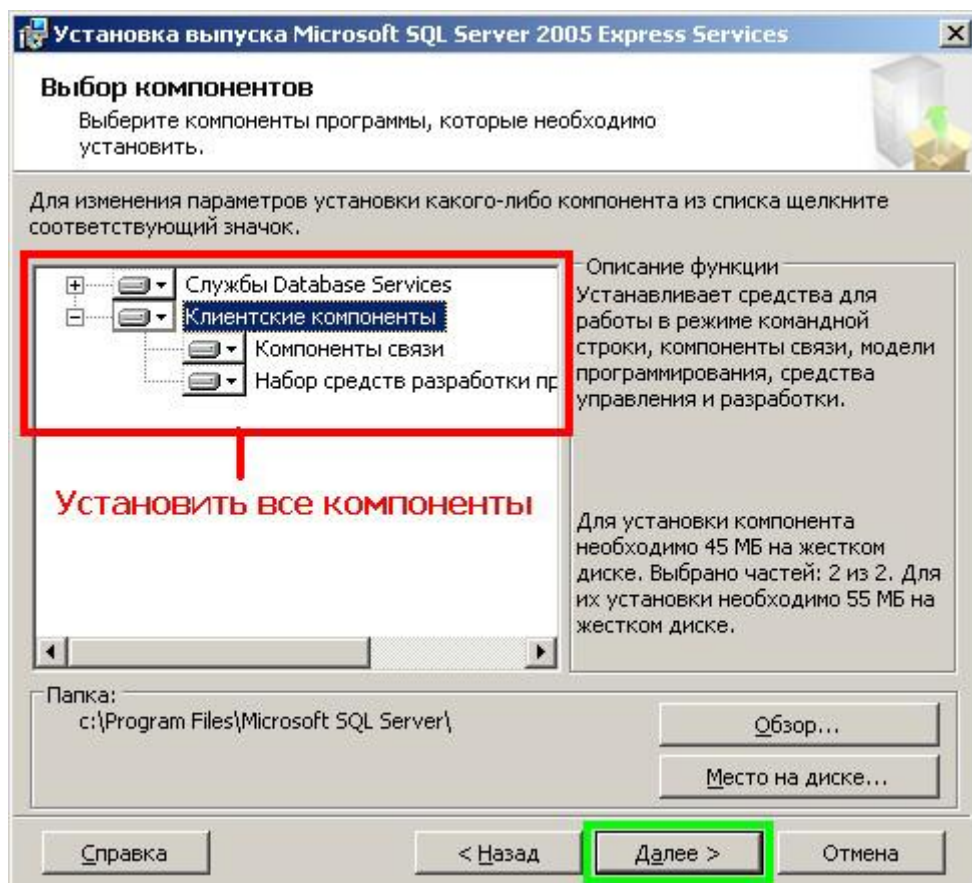 Установка выпуска Microsoft SQL Server 2005 Express Services
Выбор компонентов
Выберите компоненты программы, которые необходимо
установить.
Для изменения параметров установки какого-либо компонента из списка щелкните
соответствующий значок.
Службы Database Services
Клиентские компоненты
Компоненты связи
Набор средств разработки пр
Установить все компоненты
Описание функции
Устанавливает средства для
работы в режиме командной
строки, компоненты связи, модели
программирования, средства
управления и разработки.
Для установки компонента
необходимо 45 МБ на жестком
диске. Выбрано частей: 2 из 2. Для
их установки необходимо 55 МБ на
жестком диске.
Папка:
c:\Program Files\Microsoft SQL Server\
Обзор...
Место на диске...
Справка
< Назад
Далее >
Отмена